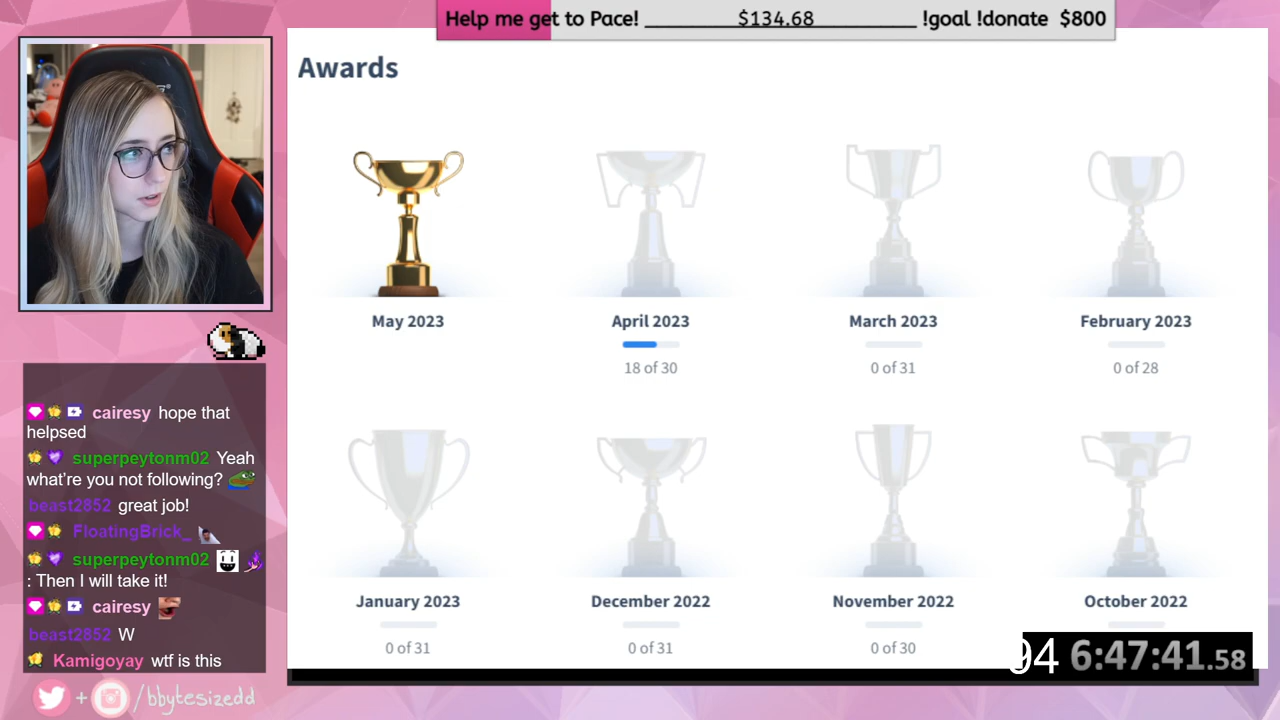 Help me get to Pace! ____________ $134.68 _____________ !goal !donate $800
Awards
May 2023
April 2023
March 2023
February 2023
18 of 30
0 of 31
0 of 28
January 2023
December 2022
November 2022
October 2022
0 of 31
0 of 31
0 of 30
94 6:47:41.58
cairesy hope that
helpsed
superpeytonm02 Yeah
what're you not following?
beast2852 great job!
FloatingBrick_
superpeytonm02
: Then I will take it!
cairesy
beast2852 W
Kamigoyay wtf is this
+ /bbytesizedd